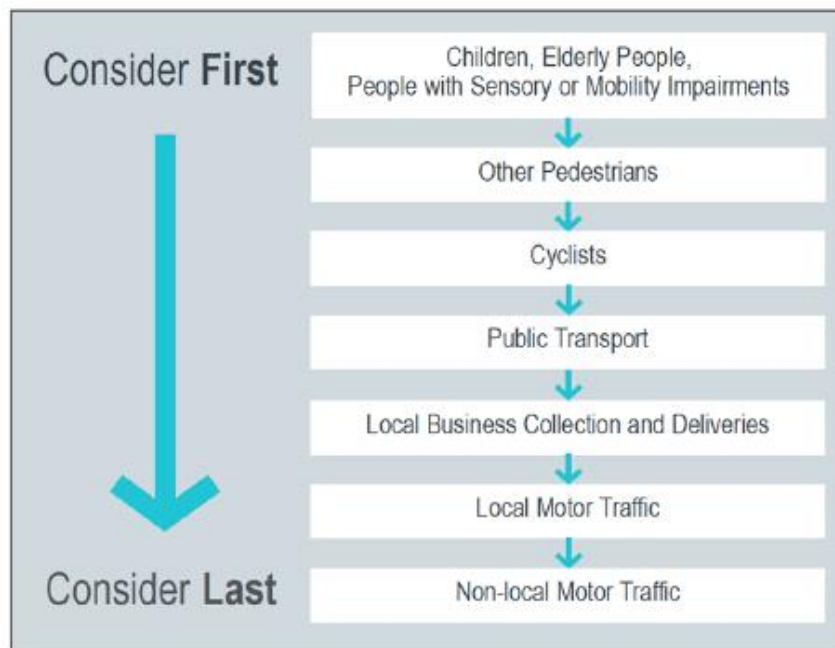 Consider First
Children, Elderly People,
People with Sensory or Mobility Impairments
Other Pedestrians
Cyclists
Public Transport
Local Business Collection and Deliveries
Local Motor Traffic
Consider Last
Non-local Motor Traffic